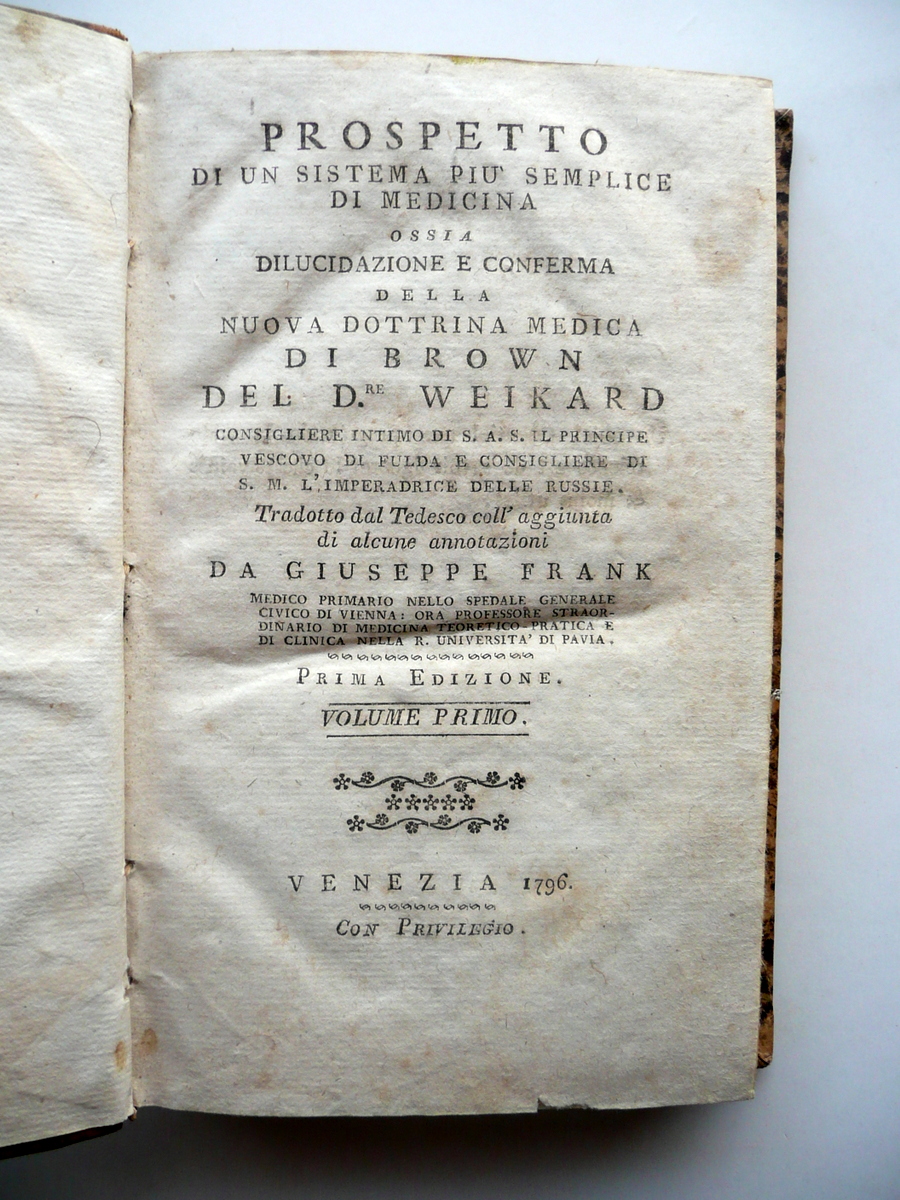 PROSPETTO
DI UN SISTEMA PIU' SEMPLICE
DI MEDICINA
OSSIA
DILUCIDAZIONE E CONFERMA
DELLA
NUOVA DOTTRINA MEDICA
DI BROWN
DEL D.RE WEIKARD
CONSIGLIERE INTIMO DI S. A. S. IL PRINCIPE
VESCOVO DI FULDA E CONSIGLIERE DI
S. M. L'IMPERADRICE DELLE RUSSIE.
Tradotto dal Tedesco coll' aggiunta
di alcune annotazioni
DA GIUSEPPE FRANK
MEDICO PRIMARIO NELLO SPEDALE GENERALE
CIVICO DI VIENNA: ORA PROFESSORE STRAOR-
DINARIO DI MEDICINA TEORETICO-PRATICA E
DI CLINICA NELLA R. UNIVERSITA' DI PAVIA.
PRIMA EDIZIONE.
VOLUME PRIMO.
VENEZIA 1796.
CON PRIVILEGIO.